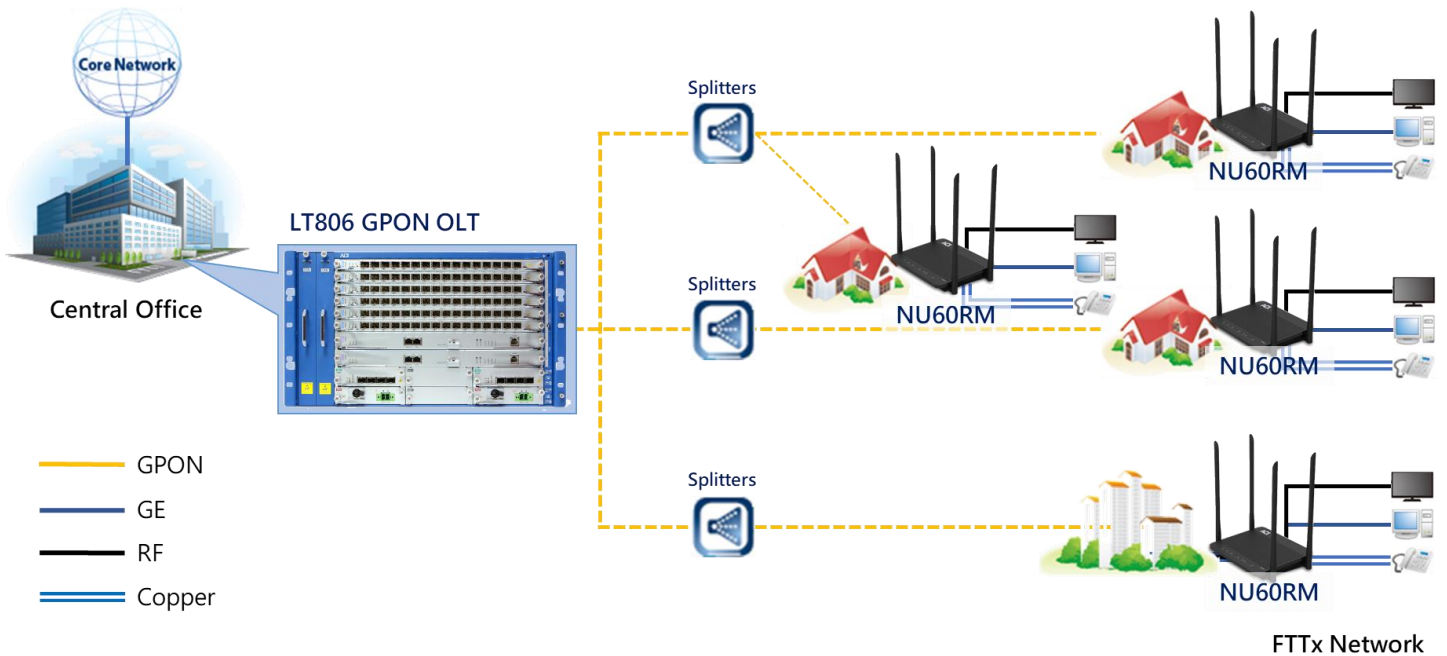 Core Network
Central Office
LT806 GPON OLT
ACI
Splitters
Splitters
Splitters
NU60RM
NU60RM
NU60RM
NU60RM
GPON
GE
RF
Copper
FTTx Network